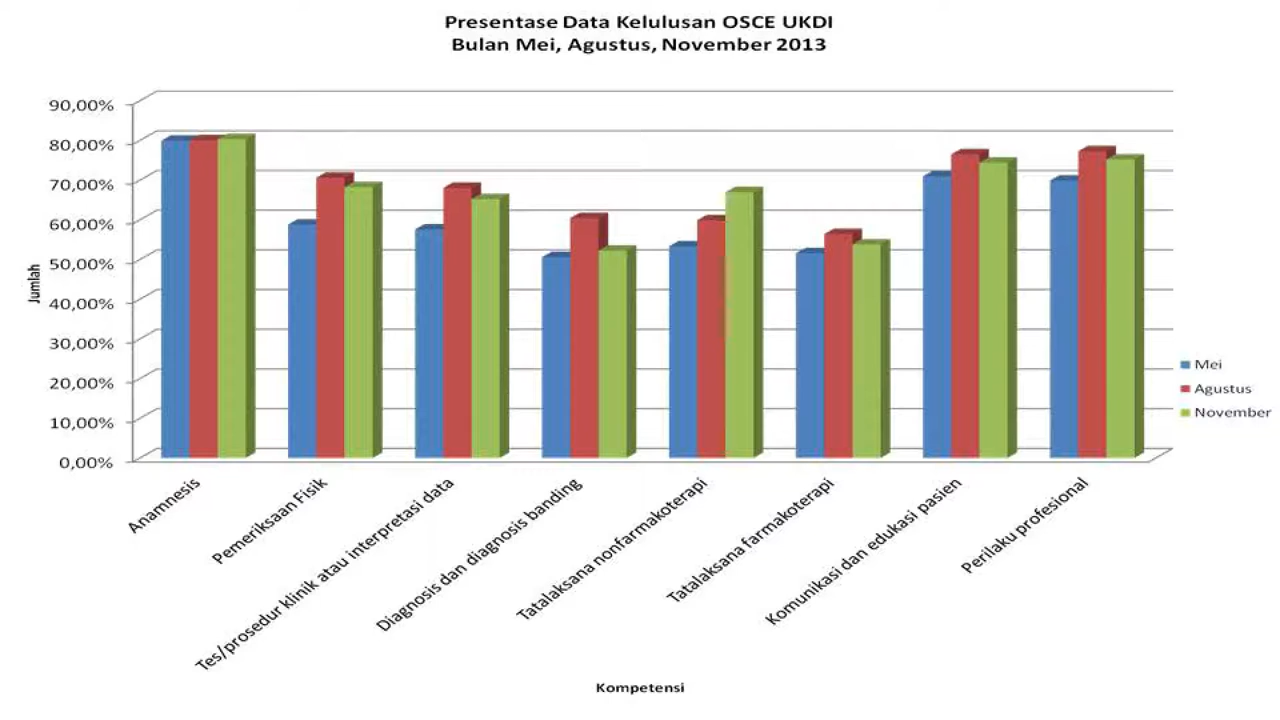 Presentase Data Kelulusan OSCE UKDI
Bulan Mei, Agustus, November 2013
90,00%
80,00%
70,00%
60,00%
50,00%
40,00%
30,00%
20,00%
10,00%
0,00%
Jumlah
Anamnesis
Pemeriksaan Fisik
Tes/prosedur klinik atau interpretasi data
Diagnosis dan diagnosis banding
Tatalaksana nonfarmakoterapi
Tatalaksana farmakoterapi
Komunikasi dan edukasi pasien
Perilaku profesional
Mei
Agustus
November
Kompetensi